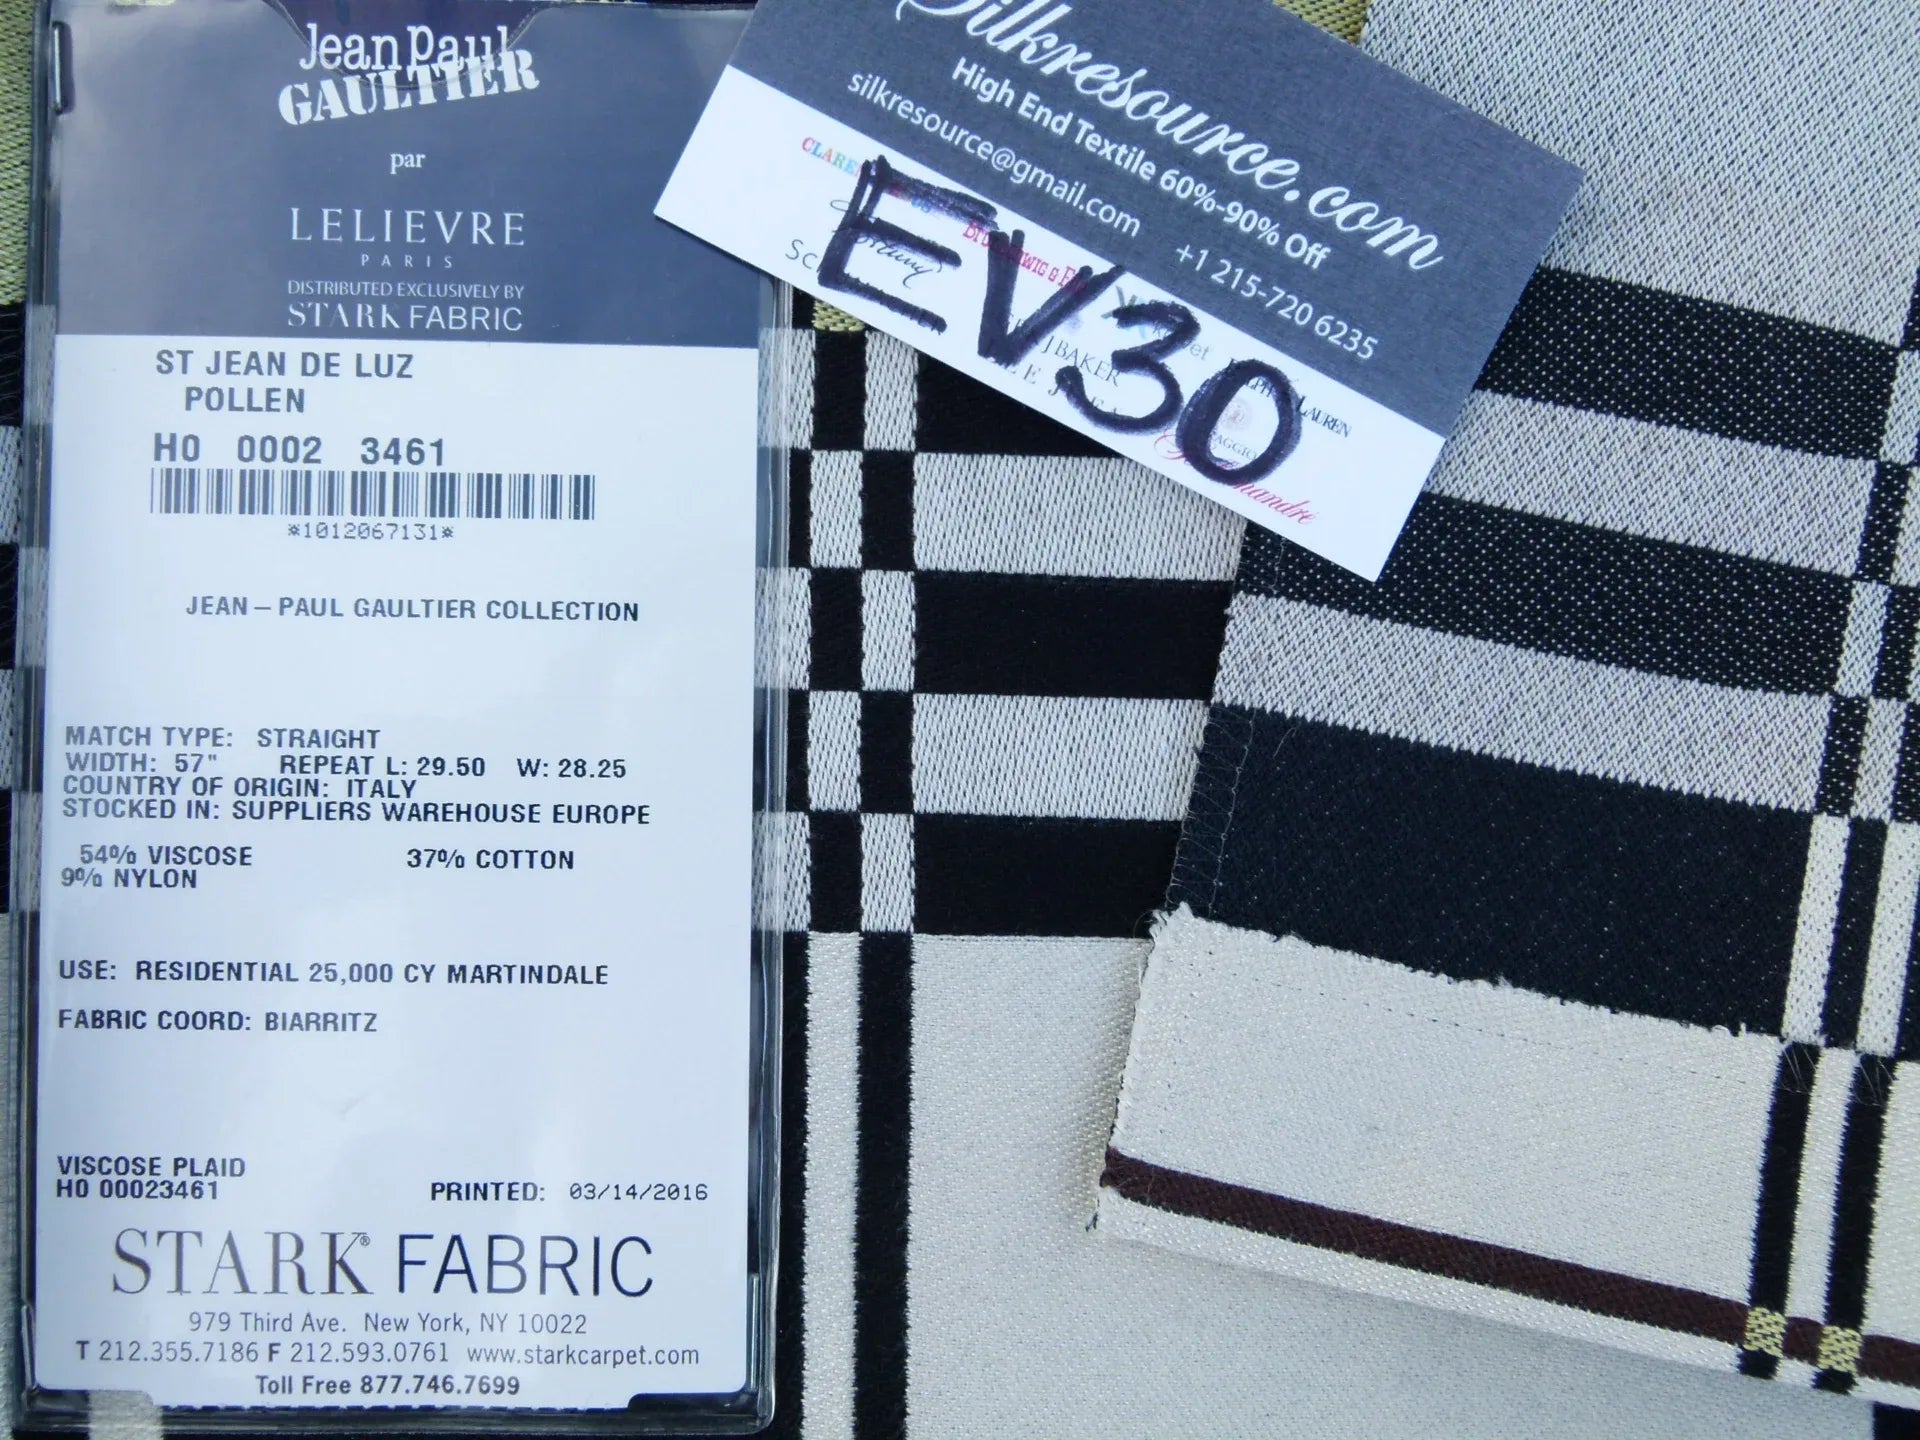 Jean Paul
GAULTIER
par
LELIEVRE
PARIS
DISTRIBUTED EXCLUSIVELY BY
STARK FABRIC
ST JEAN DE LUZ
POLLEN
H0 0002 3461
*1012067131*
JEAN-PAUL GAULTIER COLLECTION
MATCH TYPE: STRAIGHT
WIDTH: 57" REPEAT L: 29.50 W: 28.25
COUNTRY OF ORIGIN: ITALY
STOCKED IN: SUPPLIERS WAREHOUSE EUROPE
54% VISCOSE 37% COTTON
9% NYLON
USE: RESIDENTIAL 25,000 CY MARTINDALE
FABRIC COORD: BIARRITZ
VISCOSE PLAID
H0 00023461 PRINTED: 03/14/2016
STARK® FABRIC
979 Third Ave. New York, NY 10022
T 212.355.7186 F 212.593.0761 www.starkcarpet.com
Toll Free 877.746.7699
Silkresource.com
High End Textile 60%-90% Off
silkresource@gmail.com +1 215-720 6235
EV30
J BAKER
LAUREN